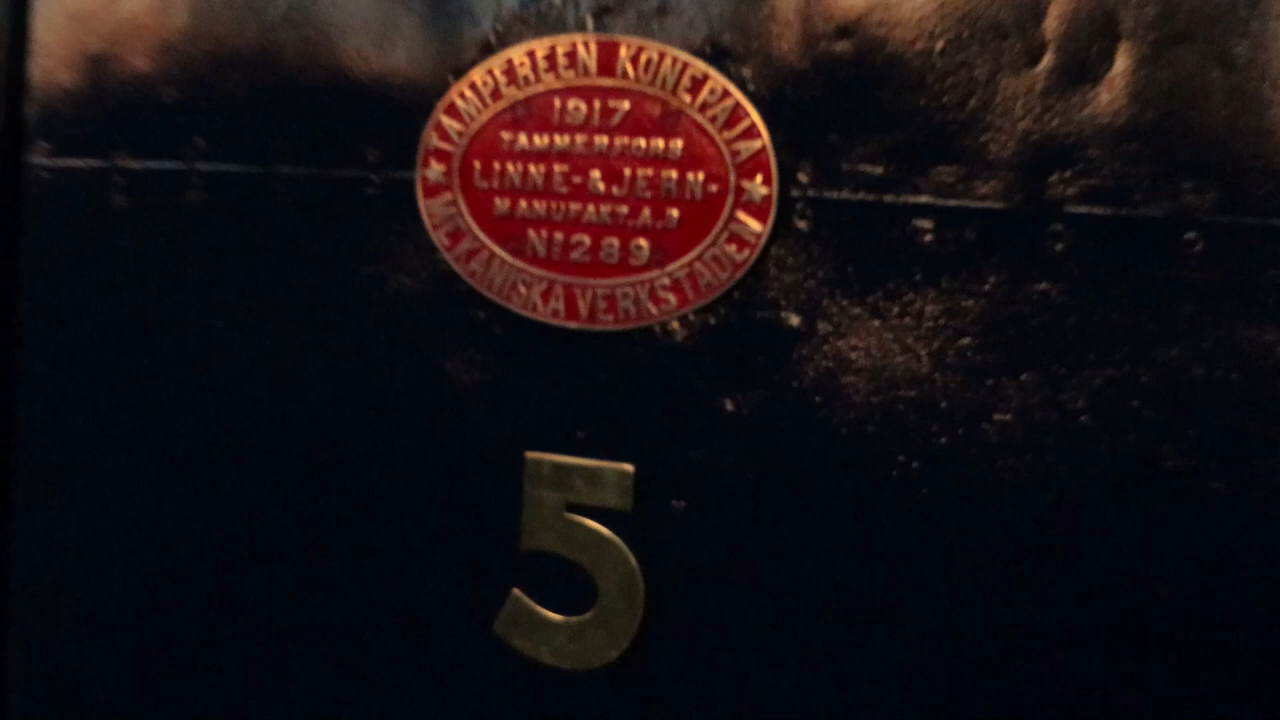 TAMPEREEN KONEPAJA
1917
TAMMERFORS
LINNE-&JERN-
MANUFAKT.A.B
No289
MEKANISKA VERKSTADEN
5